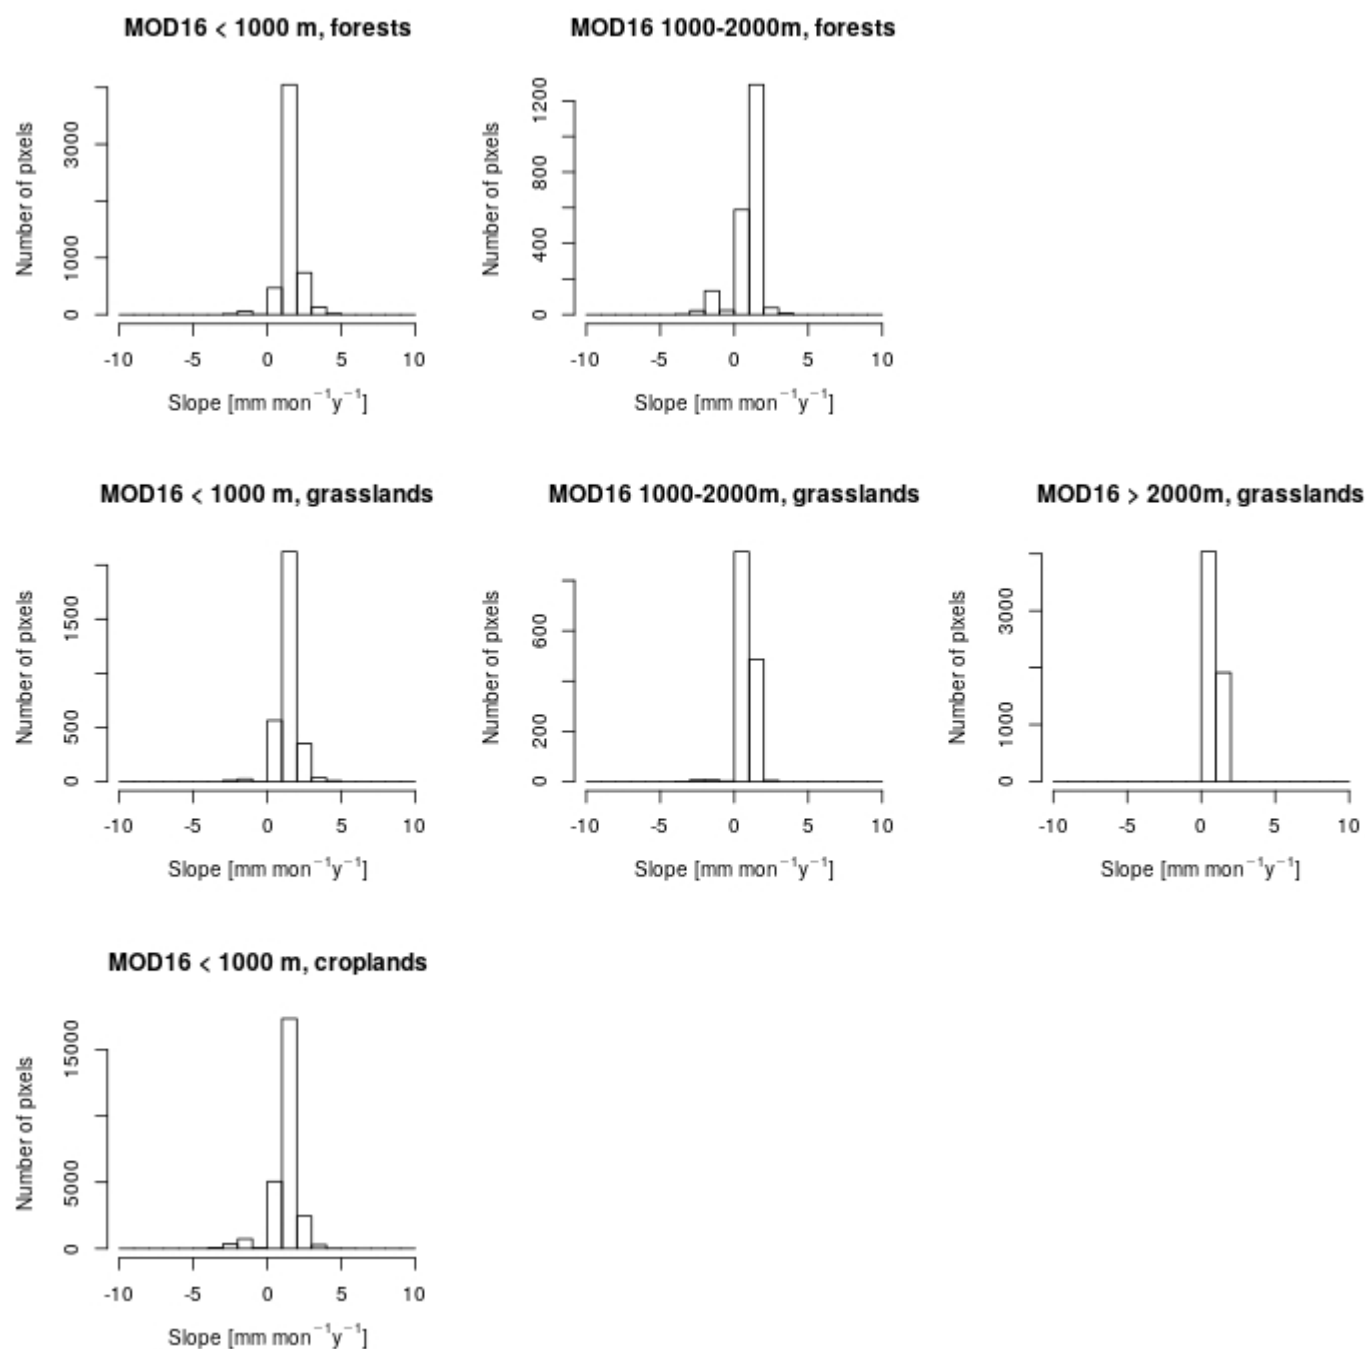 MOD16 < 1000 m, forests
Number of pixels
3000
1000
0
-10 -5 0 5 10
Slope [mm mon⁻¹y⁻¹]
MOD16 1000-2000m, forests
Number of pixels
1200
800
400
0
-10 -5 0 5 10
Slope [mm mon⁻¹y⁻¹]
MOD16 < 1000 m, grasslands
Number of pixels
1500
500
0
-10 -5 0 5 10
Slope [mm mon⁻¹y⁻¹]
MOD16 1000-2000m, grasslands
Number of pixels
600
200
0
-10 -5 0 5 10
Slope [mm mon⁻¹y⁻¹]
MOD16 > 2000m, grasslands
Number of pixels
3000
1000
0
-10 -5 0 5 10
Slope [mm mon⁻¹y⁻¹]
MOD16 < 1000 m, croplands
Number of pixels
15000
5000
0
-10 -5 0 5 10
Slope [mm mon⁻¹y⁻¹]